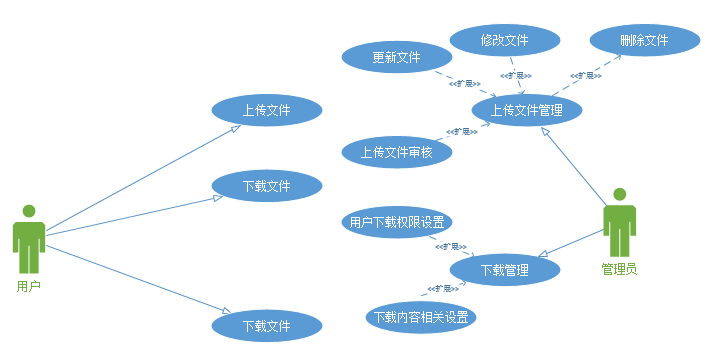 修改文件
删除文件
更新文件
<<扩展>>
<<扩展>>
<<扩展>>
上传文件
上传文件管理
<<扩展>>
上传文件审核
下载文件
用户下载权限设置
<<扩展>>
下载管理
管理员
用户
<<扩展>>
下载内容相关设置
下载文件